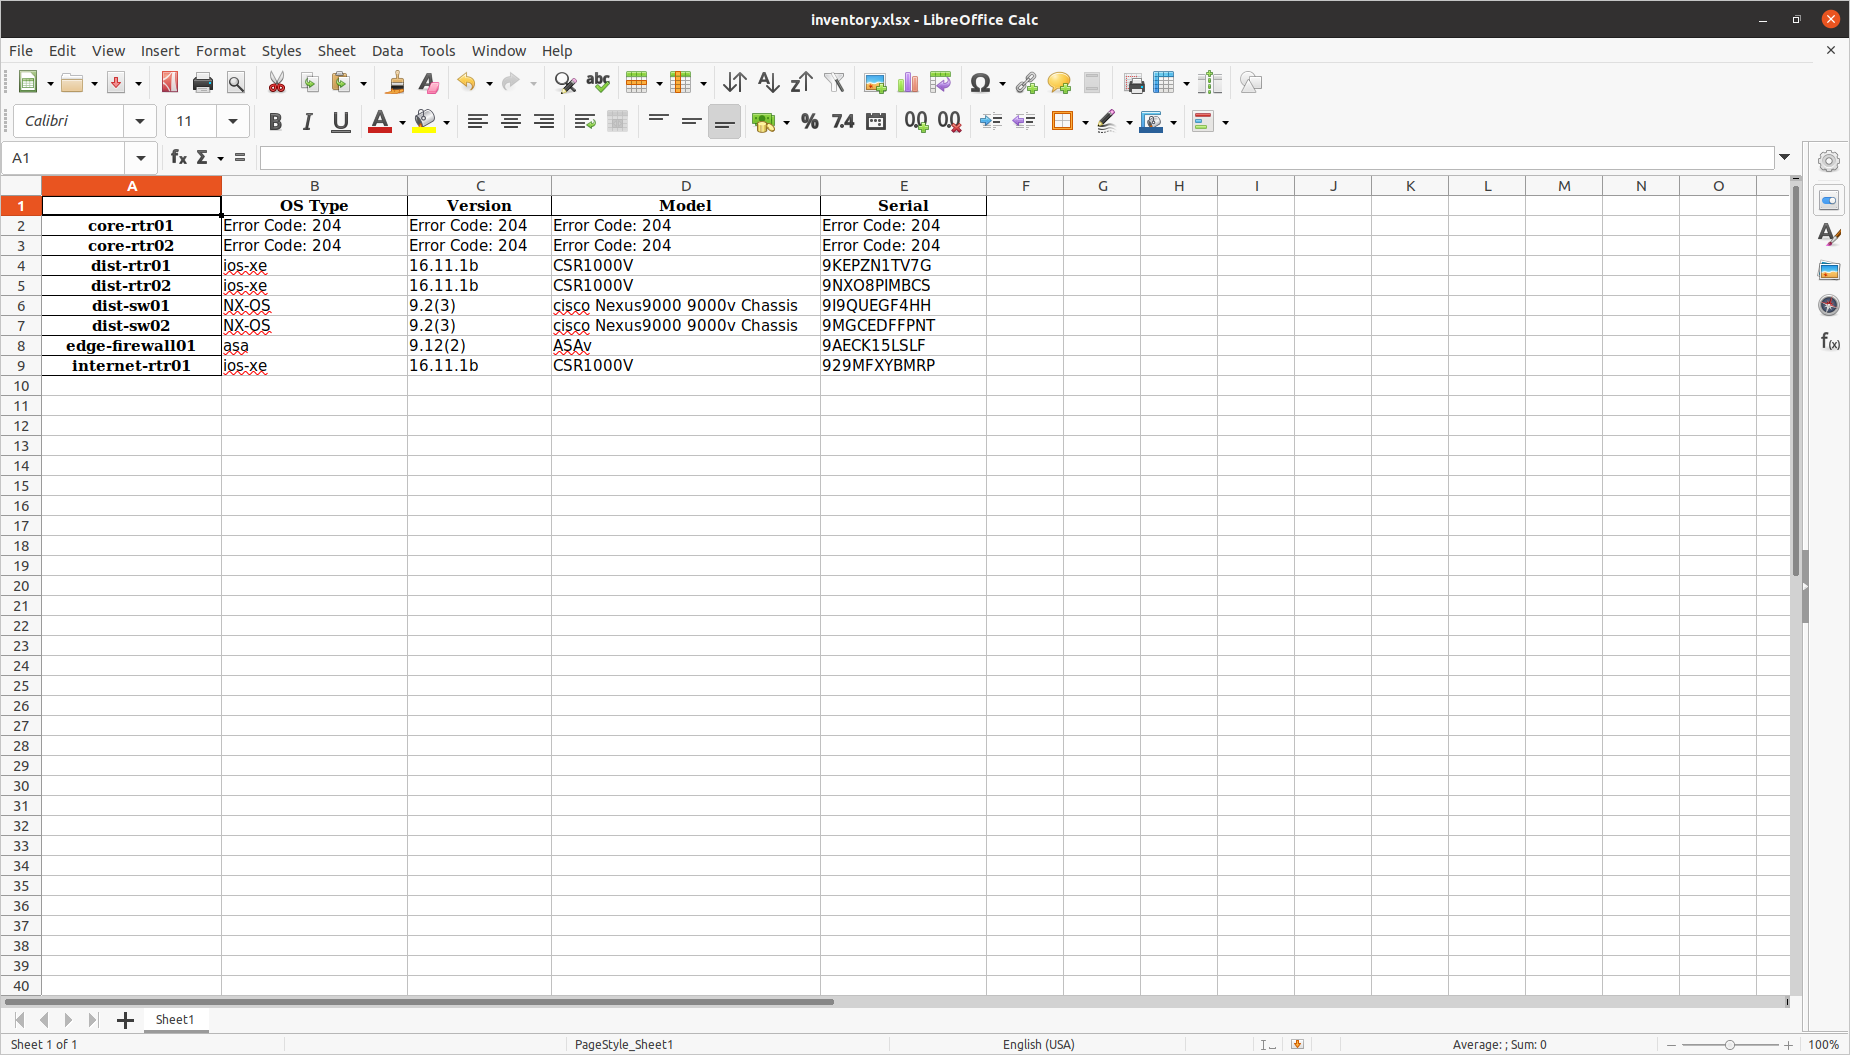 inventory.xlsx - LibreOffice Calc
File Edit View Insert Format Styles Sheet Data Tools Window Help
Calibri 11
A1
A B C D E F G H I J K L M N O
1 OS Type Version Model Serial
2 core-rtr01 Error Code: 204 Error Code: 204 Error Code: 204 Error Code: 204
3 core-rtr02 Error Code: 204 Error Code: 204 Error Code: 204 Error Code: 204
4 dist-rtr01 ios-xe 16.11.1b CSR1000V 9KEPZN1TV7G
5 dist-rtr02 ios-xe 16.11.1b CSR1000V 9NXO8PIMBCS
6 dist-sw01 NX-OS 9.2(3) cisco Nexus9000 9000v Chassis 9I9QUEGF4HH
7 dist-sw02 NX-OS 9.2(3) cisco Nexus9000 9000v Chassis 9MGCEDFFPNT
8 edge-firewall01 asa 9.12(2) ASAv 9AECK15LSLF
9 internet-rtr01 ios-xe 16.11.1b CSR1000V 929MFXYBMRP
10
11
12
13
14
15
16
17
18
19
20
21
22
23
24
25
26
27
28
29
30
31
32
33
34
35
36
37
38
39
40
Sheet1
Sheet 1 of 1 PageStyle_Sheet1 English (USA) Average: ; Sum: 0 100%